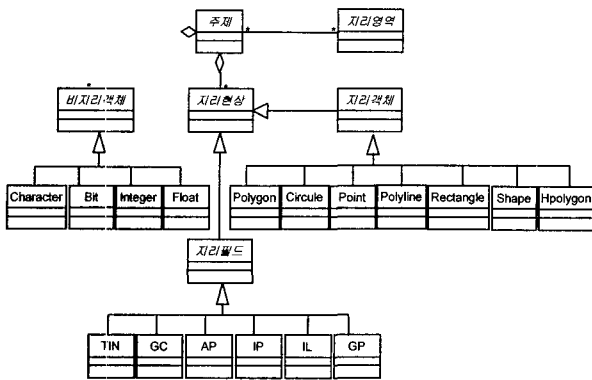 주제
지리영역
*
*
*
*
비지리객체
지리현상
지리객체
Character
Bit
Integer
Float
Polygon
Circule
Point
Polyline
Rectangle
Shape
Hpolygon
지리필드
TIN
GC
AP
IP
IL
GP